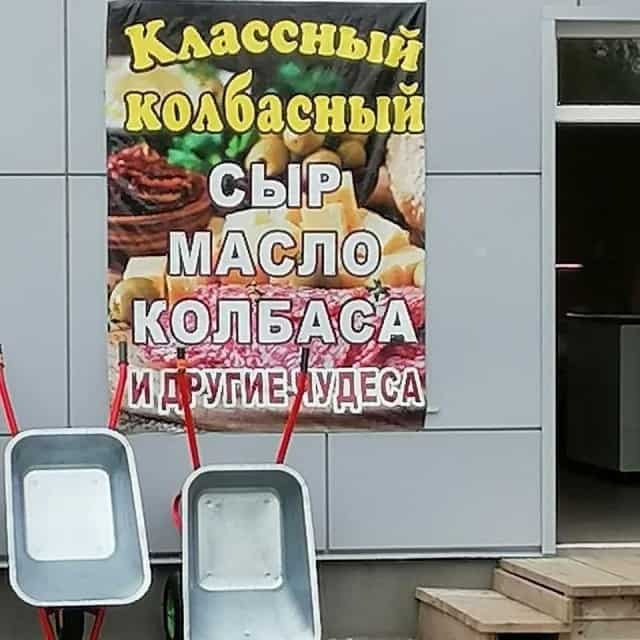 Классный
колбасный
СЫР
МАСЛО
КОЛБАСА
И ДРУГИЕ ЧУДЕСА